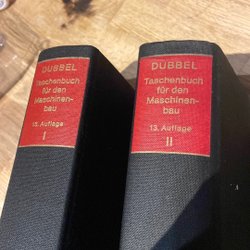 DUBBEL
Taschenbuch
für den
Maschinen-
bau
13. Auflage
I
DUBBEL
Taschenbuch
für den
Maschinen-
bau
13. Auflage
II